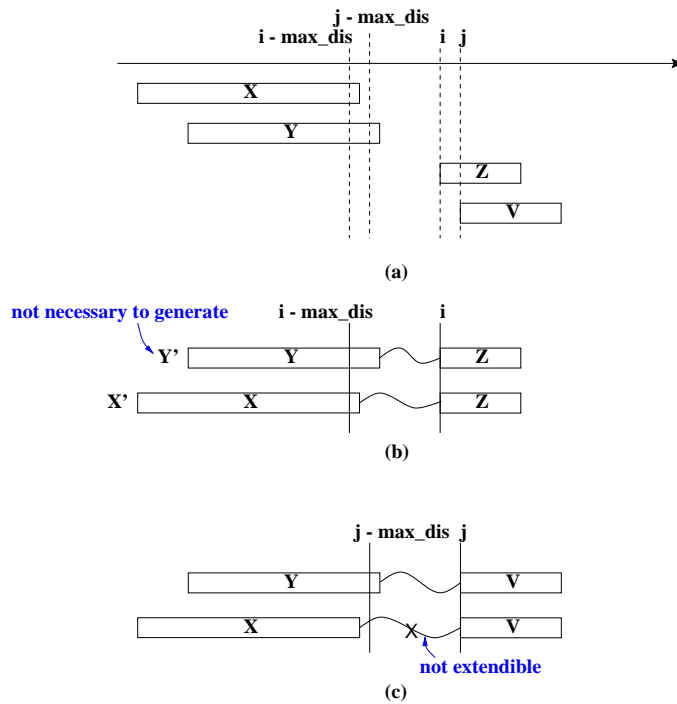 j - max_dis
i - max_dis i j
X
Y
Z
V
(a)
not necessary to generate i - max_dis i
Y' Y Z
X' X Z
(b)
j - max_dis j
Y V
X V
not extendible
(c)